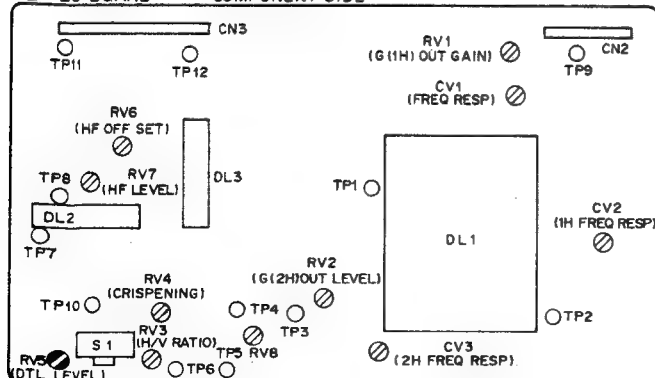 CN3
TP11
TP12
RV1
(G(1H) OUT GAIN)
CN2
TP9
CV1
(FREQ RESP)
RV6
(HF OFF SET)
TP8
RV7
(HF LEVEL)
DL3
DL2
TP7
TP1
DL1
CV2
(1H FREQ RESP)
RV2
(G(2H)OUT LEVEL)
RV4
(CRISPENING)
TP10
TP4
TP3
TP2
S1
RV3
(H/V RATIO)
TP5
RV8
RV5
(DTL LEVEL)
TP6
CV3
(2H FREQ RESP)